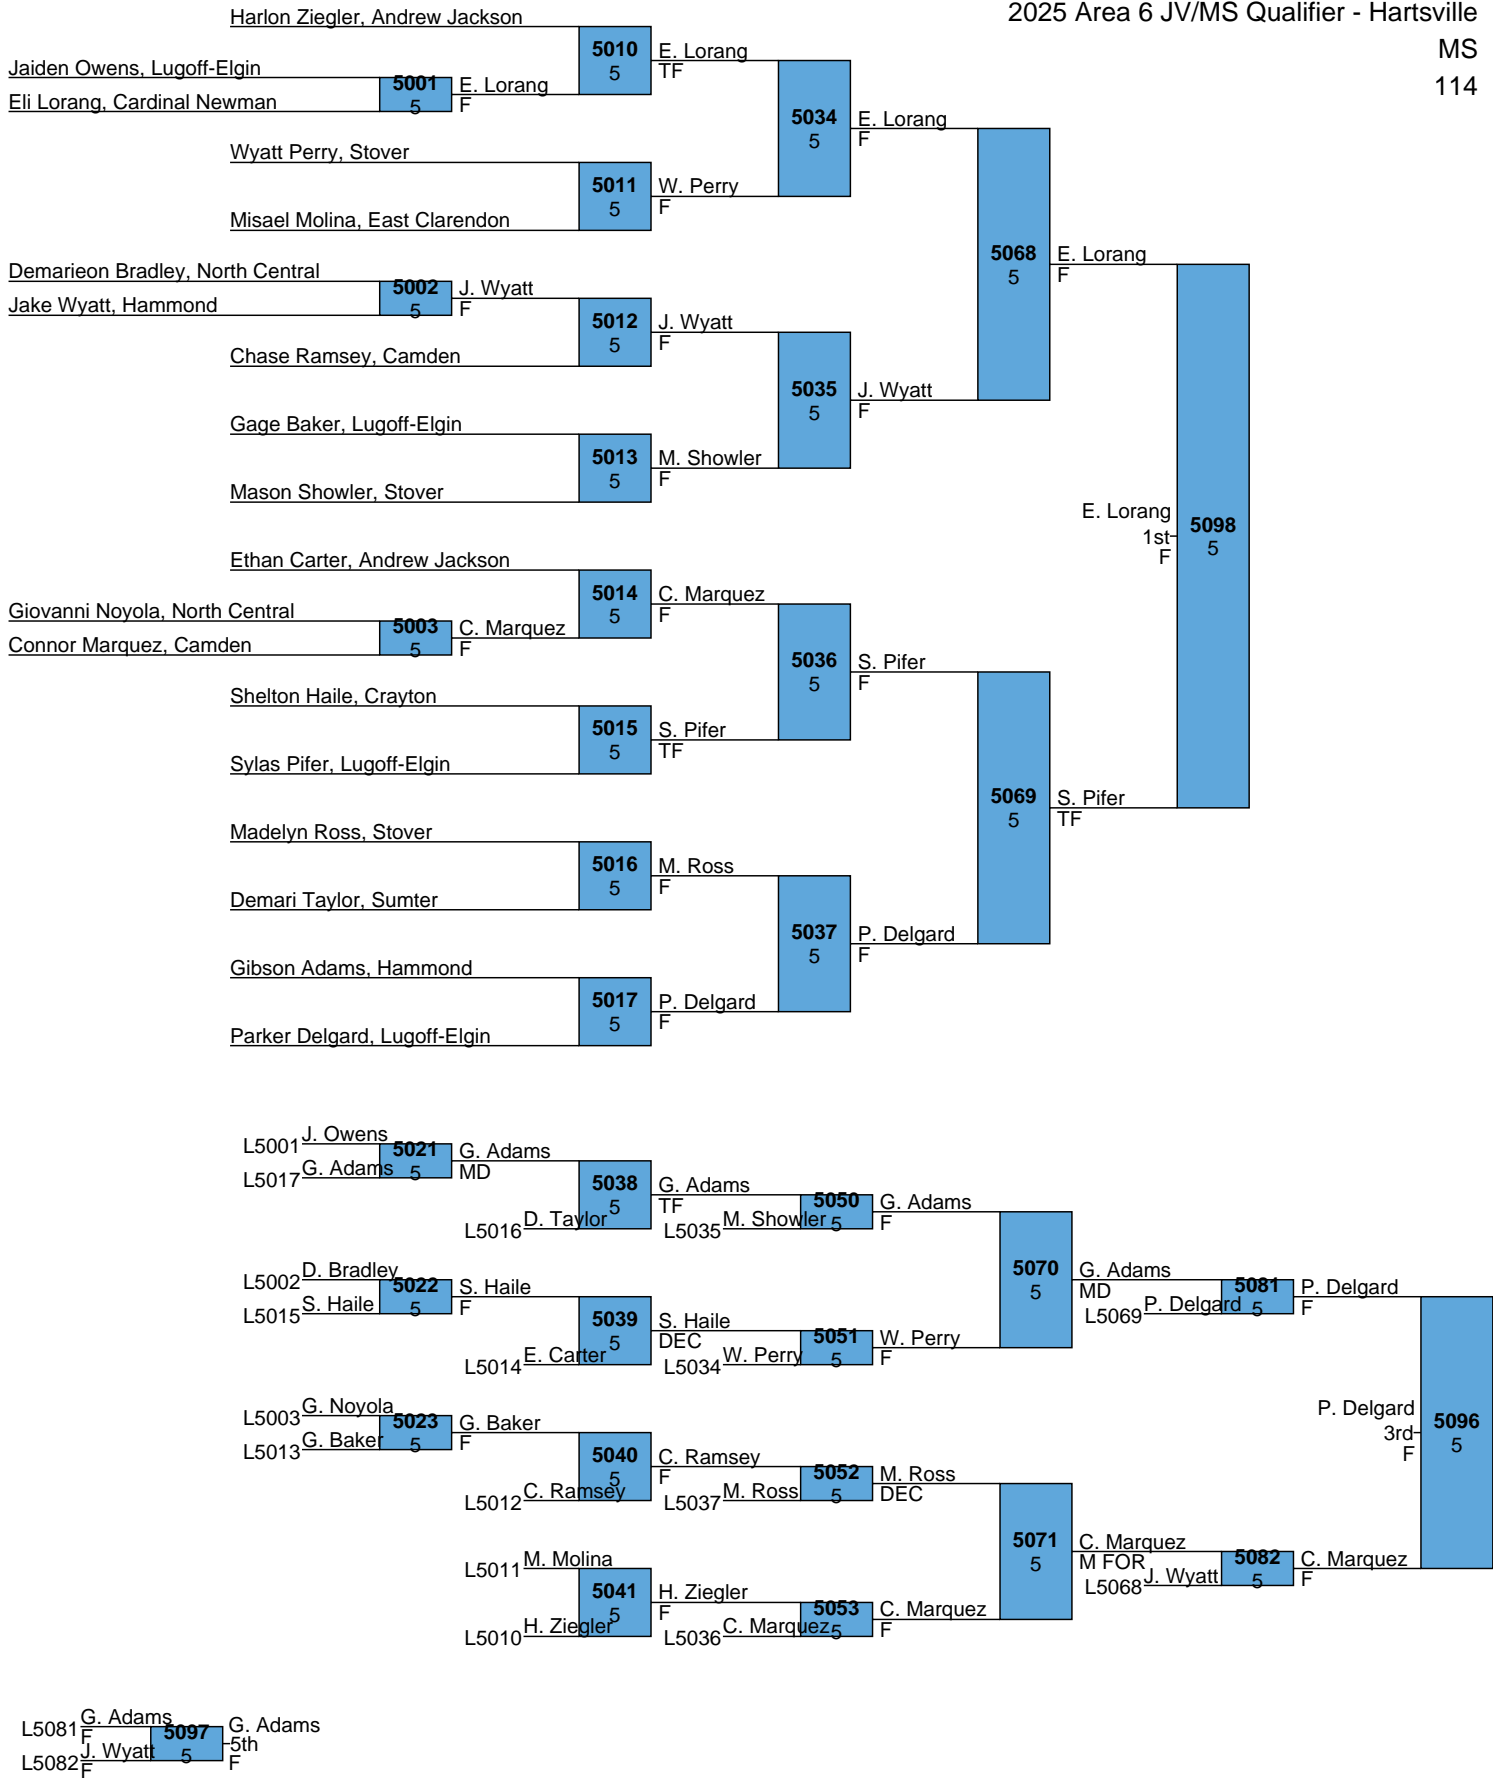 2025 Area 6 JV/MS Qualifier - Hartsville
MS
114
Harlon Ziegler, Andrew Jackson
5010
5
E. Lorang
TF
Jaiden Owens, Lugoff-Elgin
5001
5
E. Lorang
F
Eli Lorang, Cardinal Newman
5034
5
E. Lorang
F
Wyatt Perry, Stover
5011
5
W. Perry
F
Misael Molina, East Clarendon
5068
5
E. Lorang
F
Demarieon Bradley, North Central
5002
5
J. Wyatt
F
Jake Wyatt, Hammond
5012
5
J. Wyatt
F
Chase Ramsey, Camden
5035
5
J. Wyatt
F
Gage Baker, Lugoff-Elgin
5013
5
M. Showler
F
Mason Showler, Stover
E. Lorang
1st
F
5098
5
Ethan Carter, Andrew Jackson
5014
5
C. Marquez
F
Giovanni Noyola, North Central
5003
5
C. Marquez
F
Connor Marquez, Camden
5036
5
S. Pifer
F
Shelton Haile, Crayton
5015
5
S. Pifer
TF
Sylas Pifer, Lugoff-Elgin
5069
5
S. Pifer
TF
Madelyn Ross, Stover
5016
5
M. Ross
F
Demari Taylor, Sumter
5037
5
P. Delgard
F
Gibson Adams, Hammond
5017
5
P. Delgard
F
Parker Delgard, Lugoff-Elgin
L5001 J. Owens
5021
5
G. Adams
MD
L5017 G. Adams
5038
5
G. Adams
TF
L5016 D. Taylor
5050
5
G. Adams
F
L5035 M. Showler
L5002 D. Bradley
5022
5
S. Haile
F
L5015 S. Haile
5070
5
G. Adams
MD
5081
5
P. Delgard
F
L5069 P. Delgard
5039
5
S. Haile
DEC
L5014 E. Carter
5051
5
W. Perry
F
L5034 W. Perry
L5003 G. Noyola
5023
5
G. Baker
F
L5013 G. Baker
P. Delgard
3rd
F
5096
5
5040
5
C. Ramsey
F
L5012 C. Ramsey
5052
5
M. Ross
DEC
L5037 M. Ross
5071
5
C. Marquez
M FOR
5082
5
C. Marquez
F
L5068 J. Wyatt
L5011 M. Molina
5041
5
H. Ziegler
F
L5010 H. Ziegler
5053
5
C. Marquez
F
L5036 C. Marquez
L5081 G. Adams
F
5097
5
G. Adams
5th
F
L5082 J. Wyatt
F